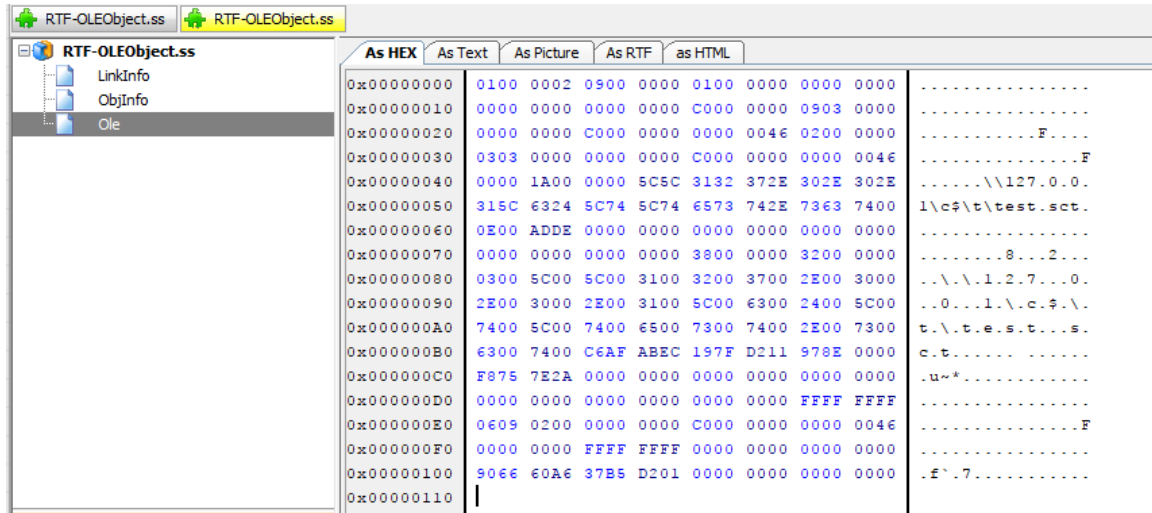 RTF-OLEObject.ss RTF-OLEObject.ss
RTF-OLEObject.ss
LinkInfo
ObjInfo
Ole
As HEX As Text As Picture As RTF as HTML
0x00000000 0100 0002 0900 0000 0100 0000 0000 0000 ................
0x00000010 0000 0000 0000 0000 C000 0000 0000 0903 ................
0x00000020 0000 0000 C000 0000 0000 0046 0200 0000 ...........F....
0x00000030 0303 0000 0000 0000 C000 0000 0000 0046 ...............F
0x00000040 0000 1A00 0000 5C5C 3132 372E 302E 302E ......\\127.0.0.
0x00000050 315C 6324 5C74 5C74 6573 742E 7363 7400 1\c$\t\test.sct.
0x00000060 0E00 ADDE 0000 0000 0000 0000 0000 0000 ................
0x00000070 0000 0000 0000 0000 3800 0000 3200 0000 ........8...2...
0x00000080 0300 5C00 5C00 3100 3200 3700 2E00 3000 ..\.\.1.2.7...0.
0x00000090 2E00 3000 2E00 3100 5C00 6300 2400 5C00 ..0...1.\.c.$.\.
0x000000A0 7400 5C00 7400 6500 7300 7400 2E00 7300 t.\.t.e.s.t...s.
0x000000B0 6300 7400 C6AF ABEC 197F D211 978E 0000 c.t...... ......
0x000000C0 F875 7E2A 0000 0000 0000 0000 0000 0000 .u~*............
0x000000D0 0000 0000 0000 0000 0000 0000 FFFF FFFF ................
0x000000E0 0609 0200 0000 0000 C000 0000 0000 0046 ...............F
0x000000F0 0000 0000 FFFF FFFF 0000 0000 0000 0000 ................
0x00000100 9066 60A6 37B5 D201 0000 0000 0000 0000 .f`.7...........
0x00000110